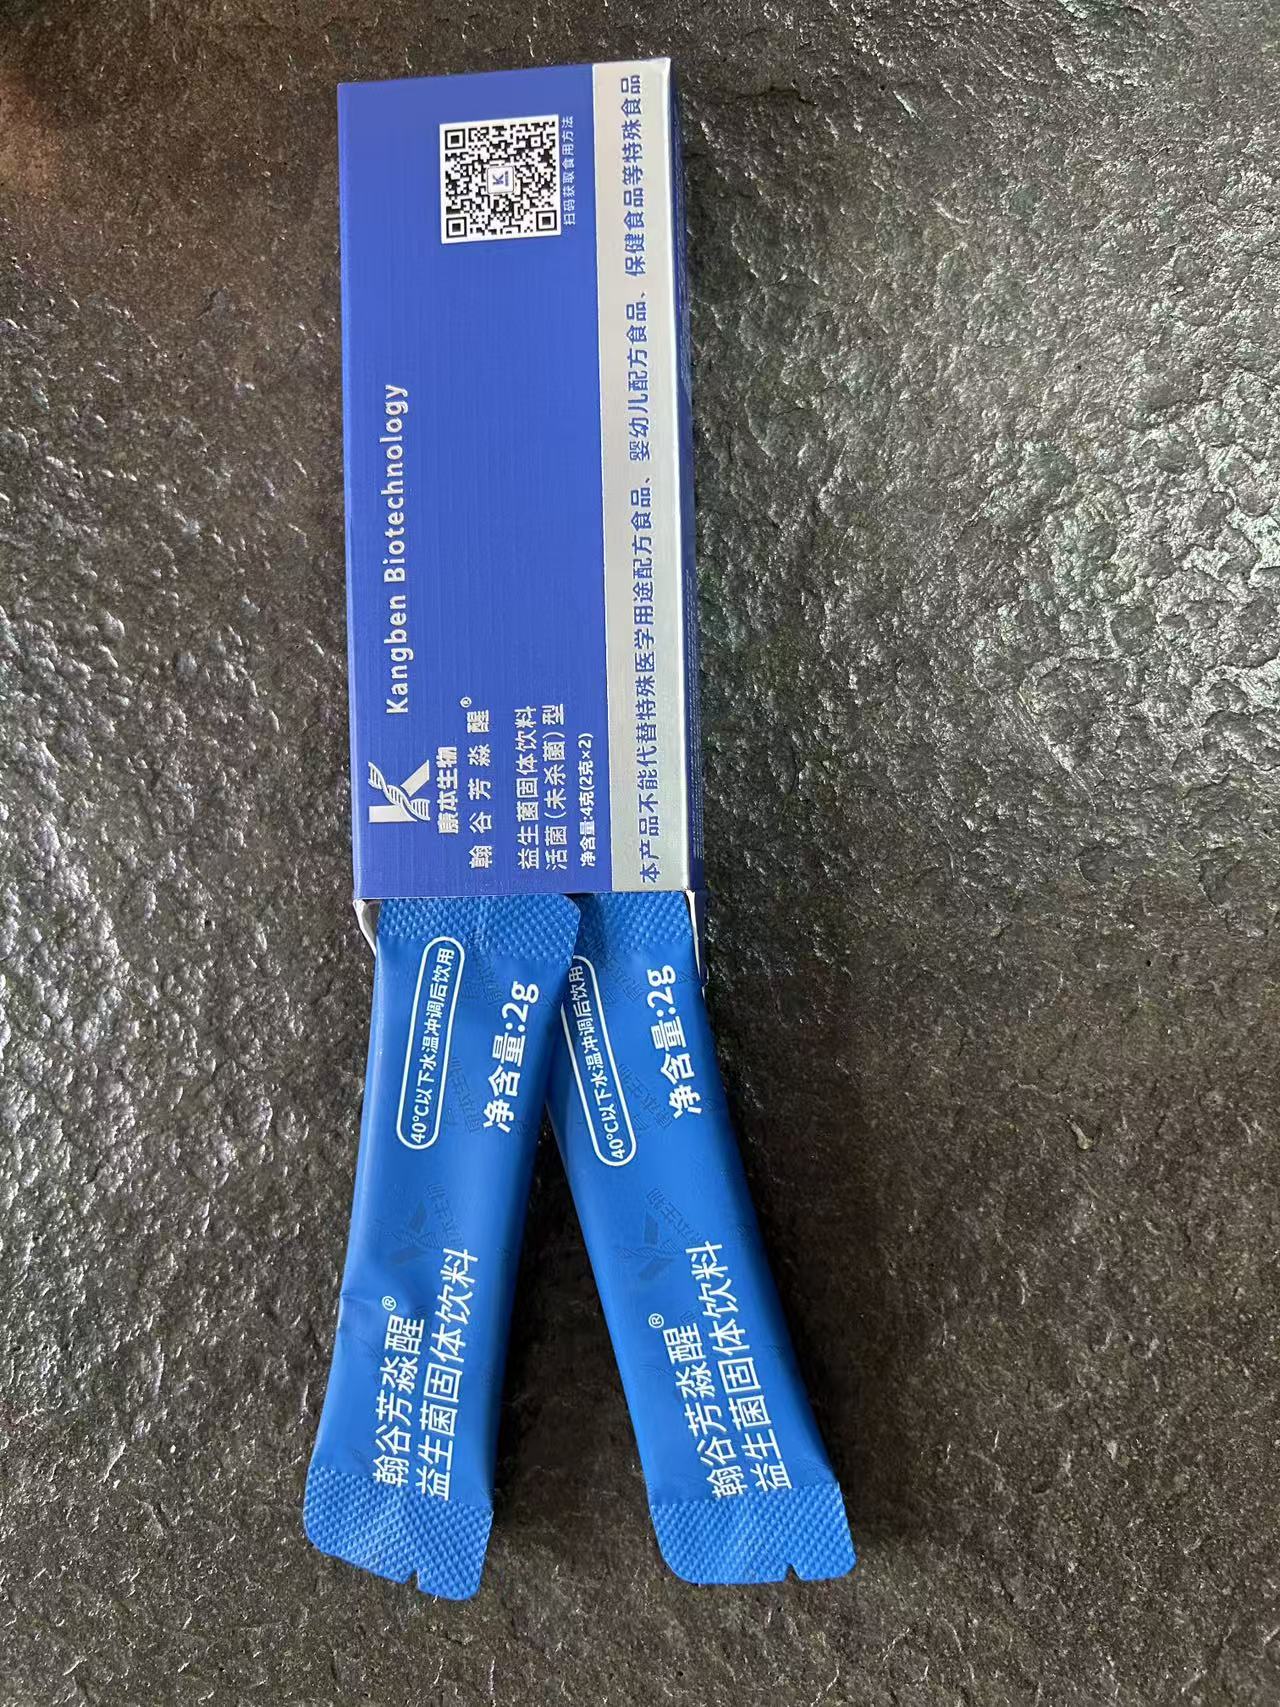 Kangben Biotechnology
康本生物
翰谷芳淼醒®
益生菌固体饮料
活菌(未杀菌)型
净含量:4克(2克×2)
扫码获取食用方法
本产品不能代替特殊医学用途配方食品、婴幼儿配方食品、保健食品等特殊食品
翰谷芳淼醒®
益生菌固体饮料
40°C以下水温冲调后饮用
净含量:2g
翰谷芳淼醒®
益生菌固体饮料
40°C以下水温冲调后饮用
净含量:2g
康本生物